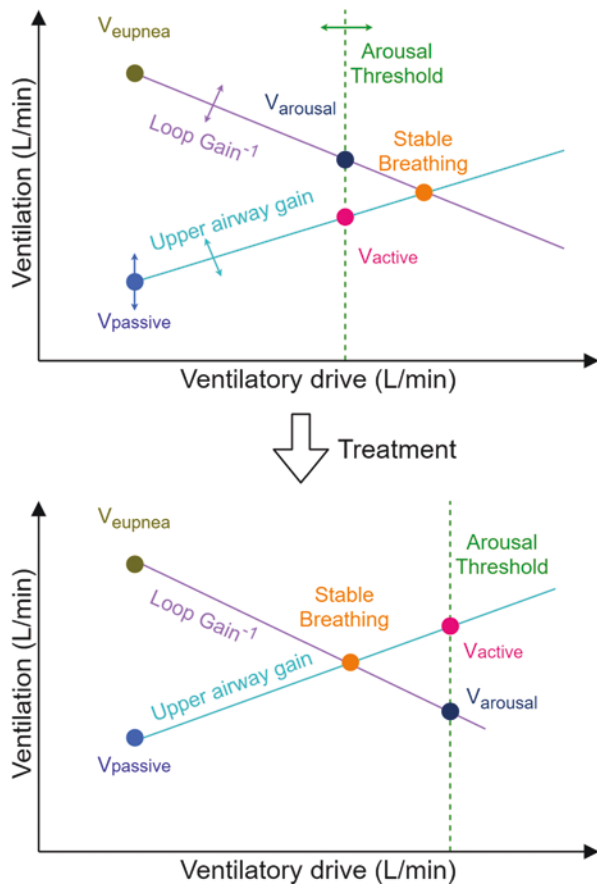 Veupnea
Arousal
Threshold
Varousal
Loop Gain-1
Stable
Breathing
Upper airway gain
Vactive
Vpassive
Ventilation (L/min)
Ventilatory drive (L/min)
Treatment
Veupnea
Arousal
Threshold
Stable
Breathing
Loop Gain-1
Vactive
Upper airway gain
Varousal
Vpassive
Ventilation (L/min)
Ventilatory drive (L/min)